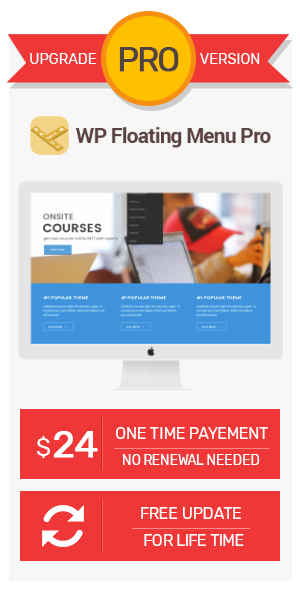 UPGRADE PRO VERSION
WP Floating Menu Pro
ONSITE
COURSES
#1 POPULAR THEME #1 POPULAR THEME #1 POPULAR THEME
$24 ONE TIME PAYEMENT
NO RENEWAL NEEDED
FREE UPDATE
FOR LIFE TIME